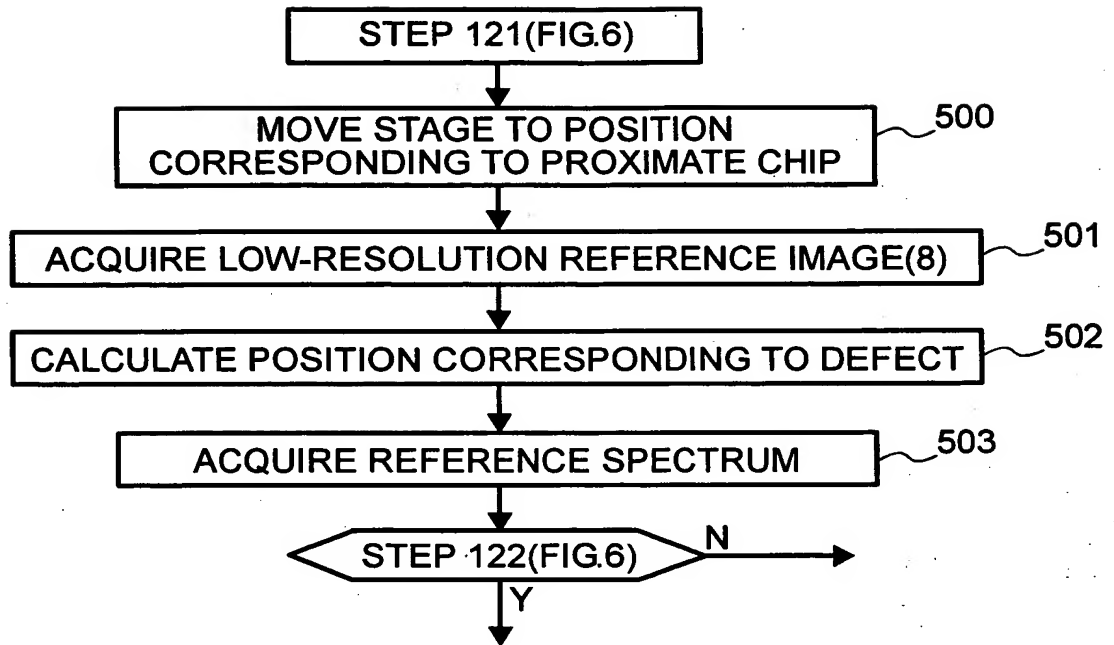 STEP 121(FIG.6)
MOVE STAGE TO POSITION
CORRESPONDING TO PROXIMATE CHIP
500
ACQUIRE LOW-RESOLUTION REFERENCE IMAGE(8)
501
CALCULATE POSITION CORRESPONDING TO DEFECT
502
ACQUIRE REFERENCE SPECTRUM
503
STEP 122(FIG.6)
N
Y